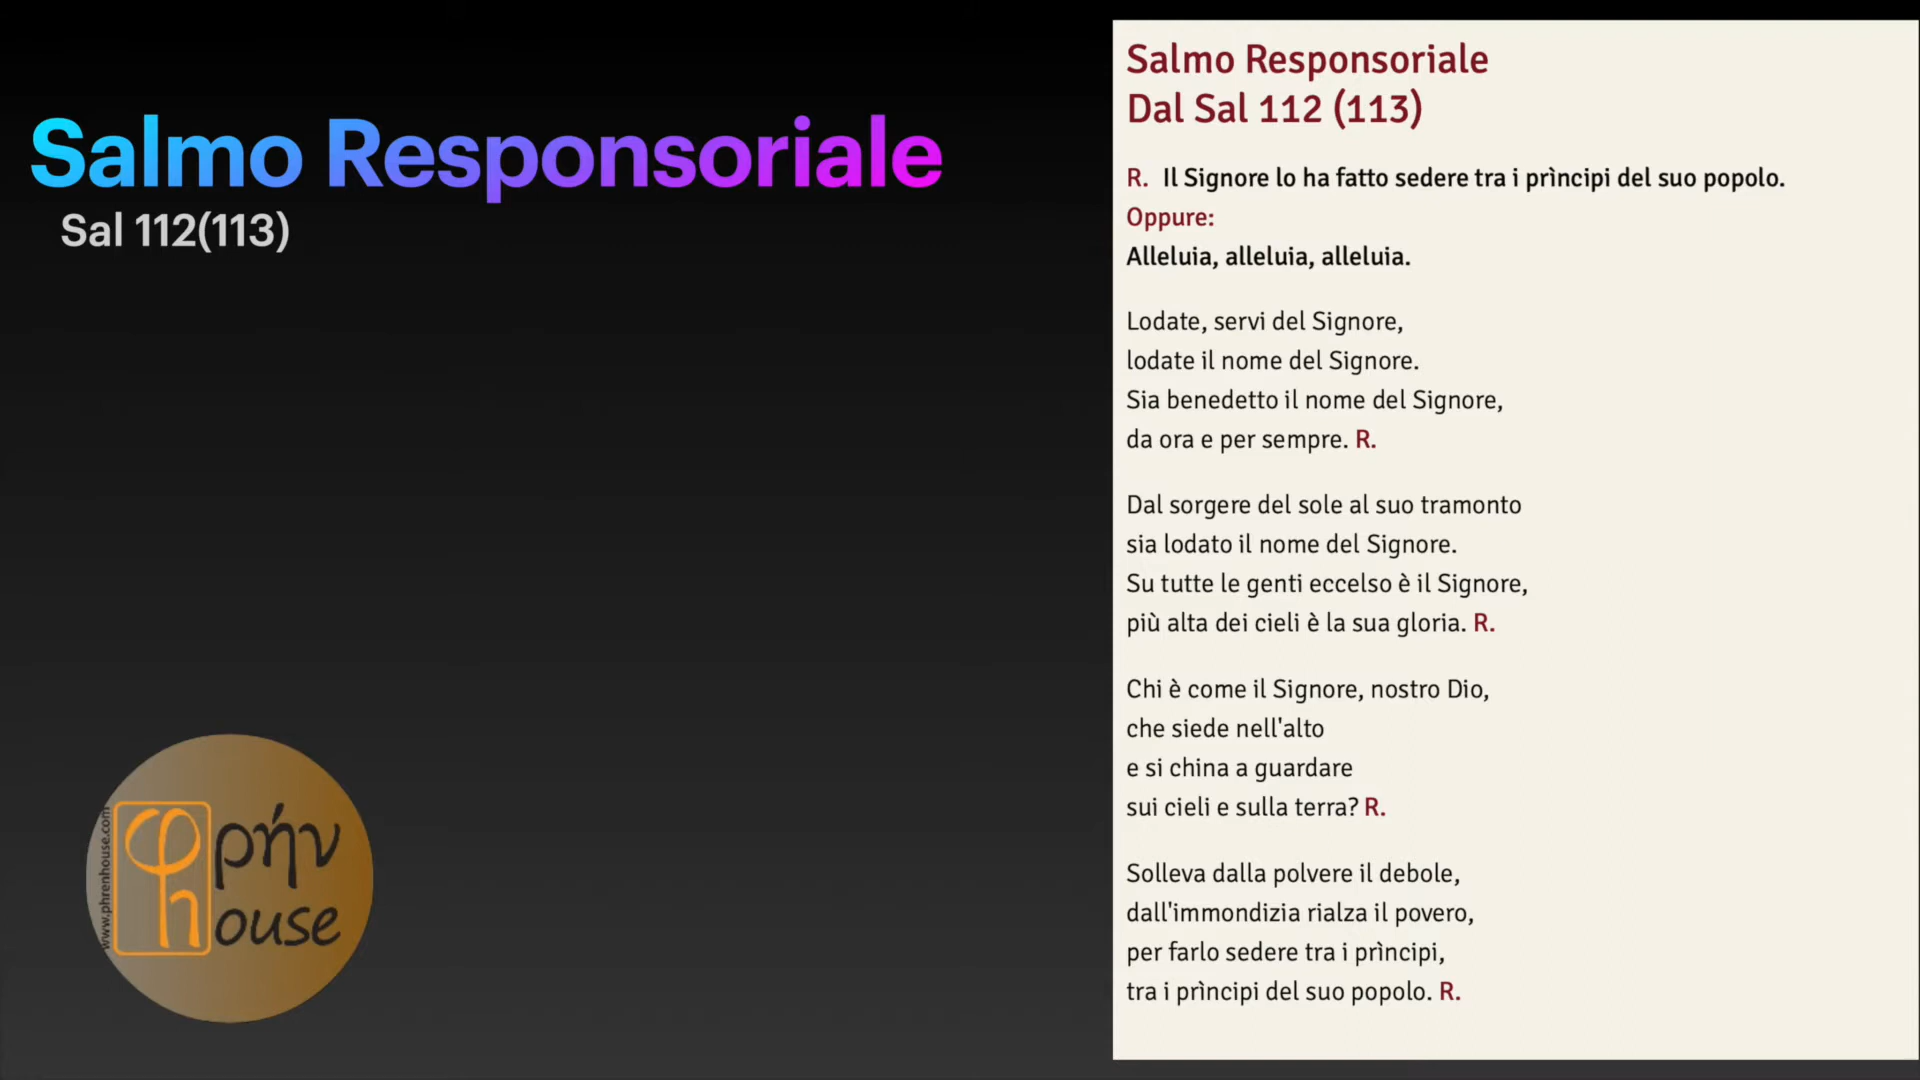 Salmo Responsoriale
Sal 112(113)
www.phrenhouse.com
φρήν
house
Salmo Responsoriale
Dal Sal 112 (113)
R. Il Signore lo ha fatto sedere tra i prìncipi del suo popolo.
Oppure:
Alleluia, alleluia, alleluia.
Lodate, servi del Signore,
lodate il nome del Signore.
Sia benedetto il nome del Signore,
da ora e per sempre. R.
Dal sorgere del sole al suo tramonto
sia lodato il nome del Signore.
Su tutte le genti eccelso è il Signore,
più alta dei cieli è la sua gloria. R.
Chi è come il Signore, nostro Dio,
che siede nell'alto
e si china a guardare
sui cieli e sulla terra? R.
Solleva dalla polvere il debole,
dall'immondizia rialza il povero,
per farlo sedere tra i prìncipi,
tra i prìncipi del suo popolo. R.